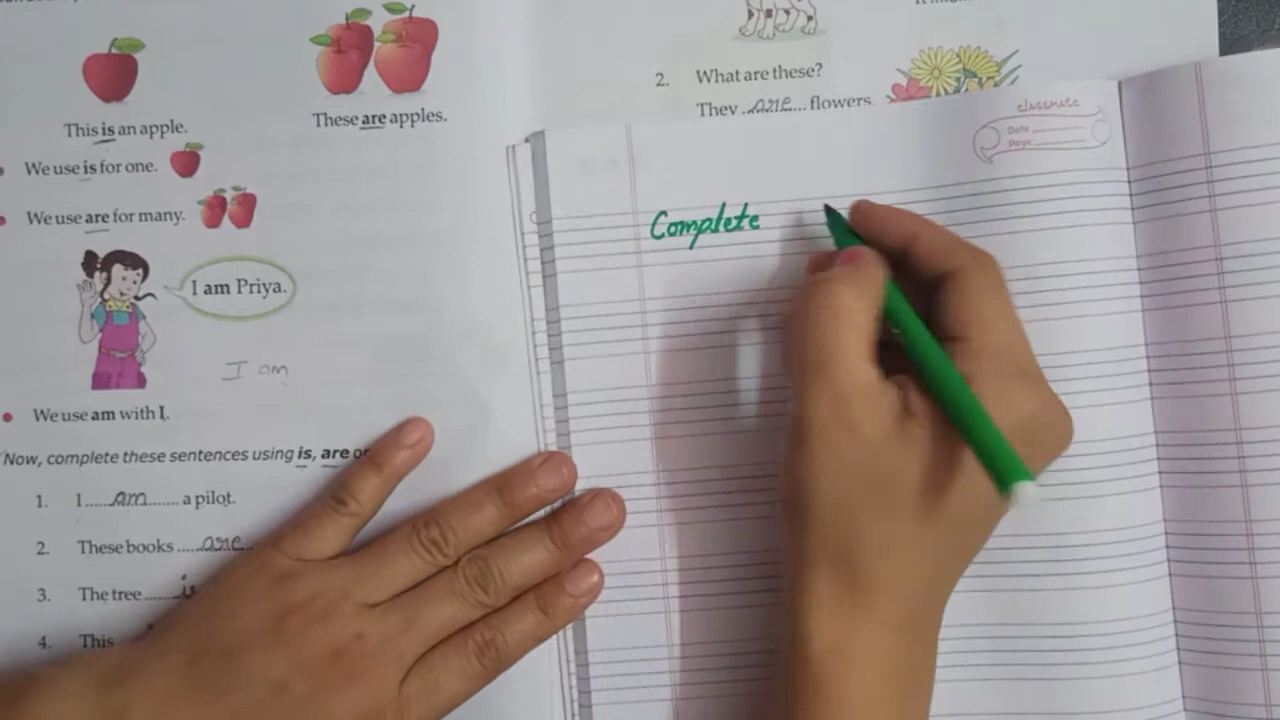 This is an apple.
These are apples.
We use is for one.
We use are for many.
I am Priya.
I am
We use am with I.
Now, complete these sentences using is, are or
1. I ......am....... a pilot.
2. These books .....are..
3. The tree .......is
4. This
2. What are these?
They ..are... flowers.
classmate
Date
Page
Complete